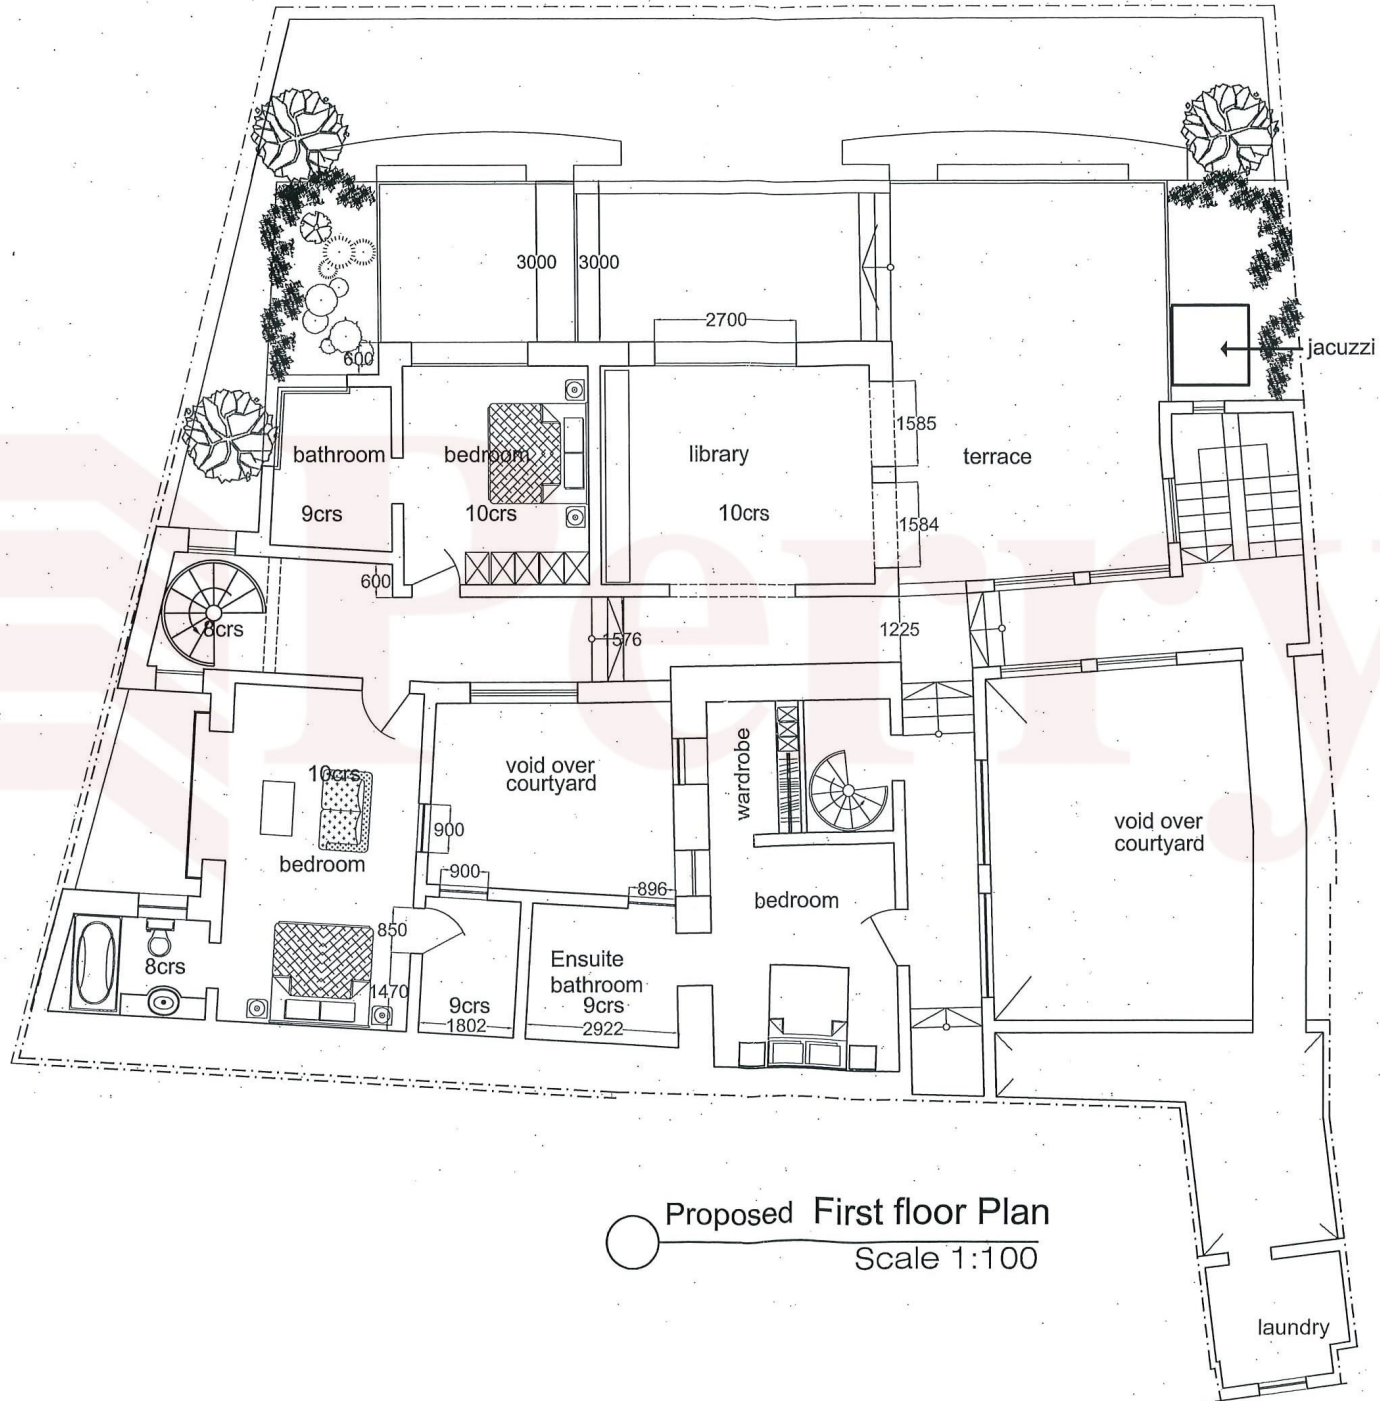 3000
3000
2700
600
jacuzzi
1585
bathroom
bedroom
library
terrace
9crs
10crs
10crs
1584
600
8crs
1576
1225
wardrobe
10crs
void over
courtyard
void over
courtyard
900
bedroom
900
896
bedroom
850
8crs
Ensuite
bathroom
1470
9crs
9crs
1802
2922
Perry
Proposed First floor Plan
Scale 1:100
laundry